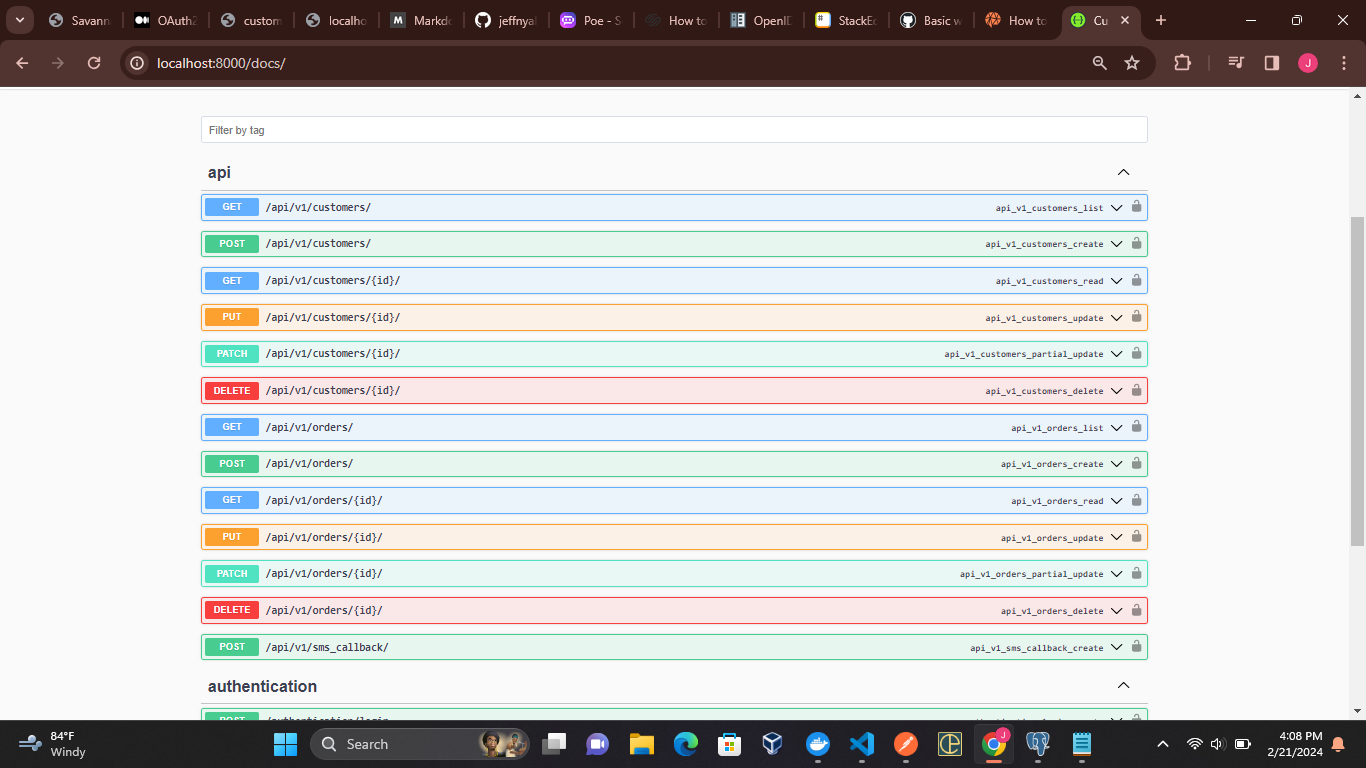 Savann
OAuth2
custom
localho
Markdo
jeffnyal
Poe - S
How to
OpenID
StackEd
Basic w
How to
Cu
localhost:8000/docs/
J
Filter by tag
api
GET /api/v1/customers/ api_v1_customers_list
POST /api/v1/customers/ api_v1_customers_create
GET /api/v1/customers/{id}/ api_v1_customers_read
PUT /api/v1/customers/{id}/ api_v1_customers_update
PATCH /api/v1/customers/{id}/ api_v1_customers_partial_update
DELETE /api/v1/customers/{id}/ api_v1_customers_delete
GET /api/v1/orders/ api_v1_orders_list
POST /api/v1/orders/ api_v1_orders_create
GET /api/v1/orders/{id}/ api_v1_orders_read
PUT /api/v1/orders/{id}/ api_v1_orders_update
PATCH /api/v1/orders/{id}/ api_v1_orders_partial_update
DELETE /api/v1/orders/{id}/ api_v1_orders_delete
POST /api/v1/sms_callback/ api_v1_sms_callback_create
authentication
POST /authentication/login
84°F
Windy
Search
J
4:08 PM
2/21/2024